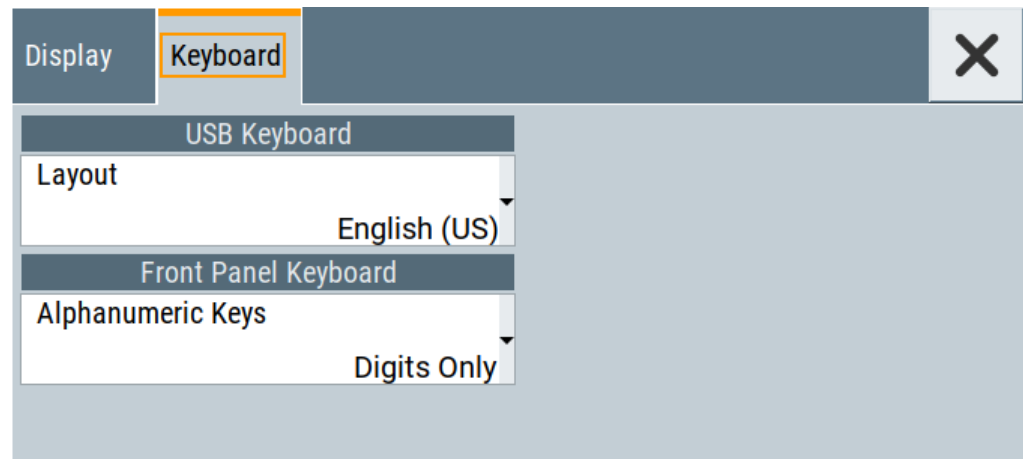 Display
Keyboard
USB Keyboard
Layout
English (US)
Front Panel Keyboard
Alphanumeric Keys
Digits Only